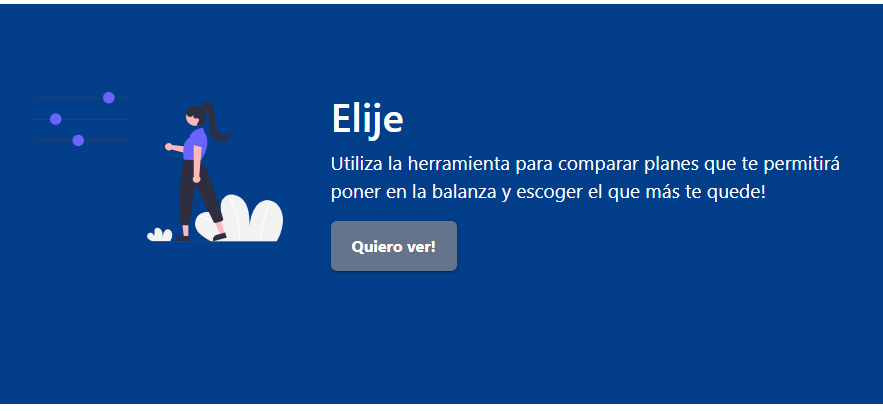 Elije
Utiliza la herramienta para comparar planes que te permitirá
poner en la balanza y escoger el que más te quede!
Quiero ver!